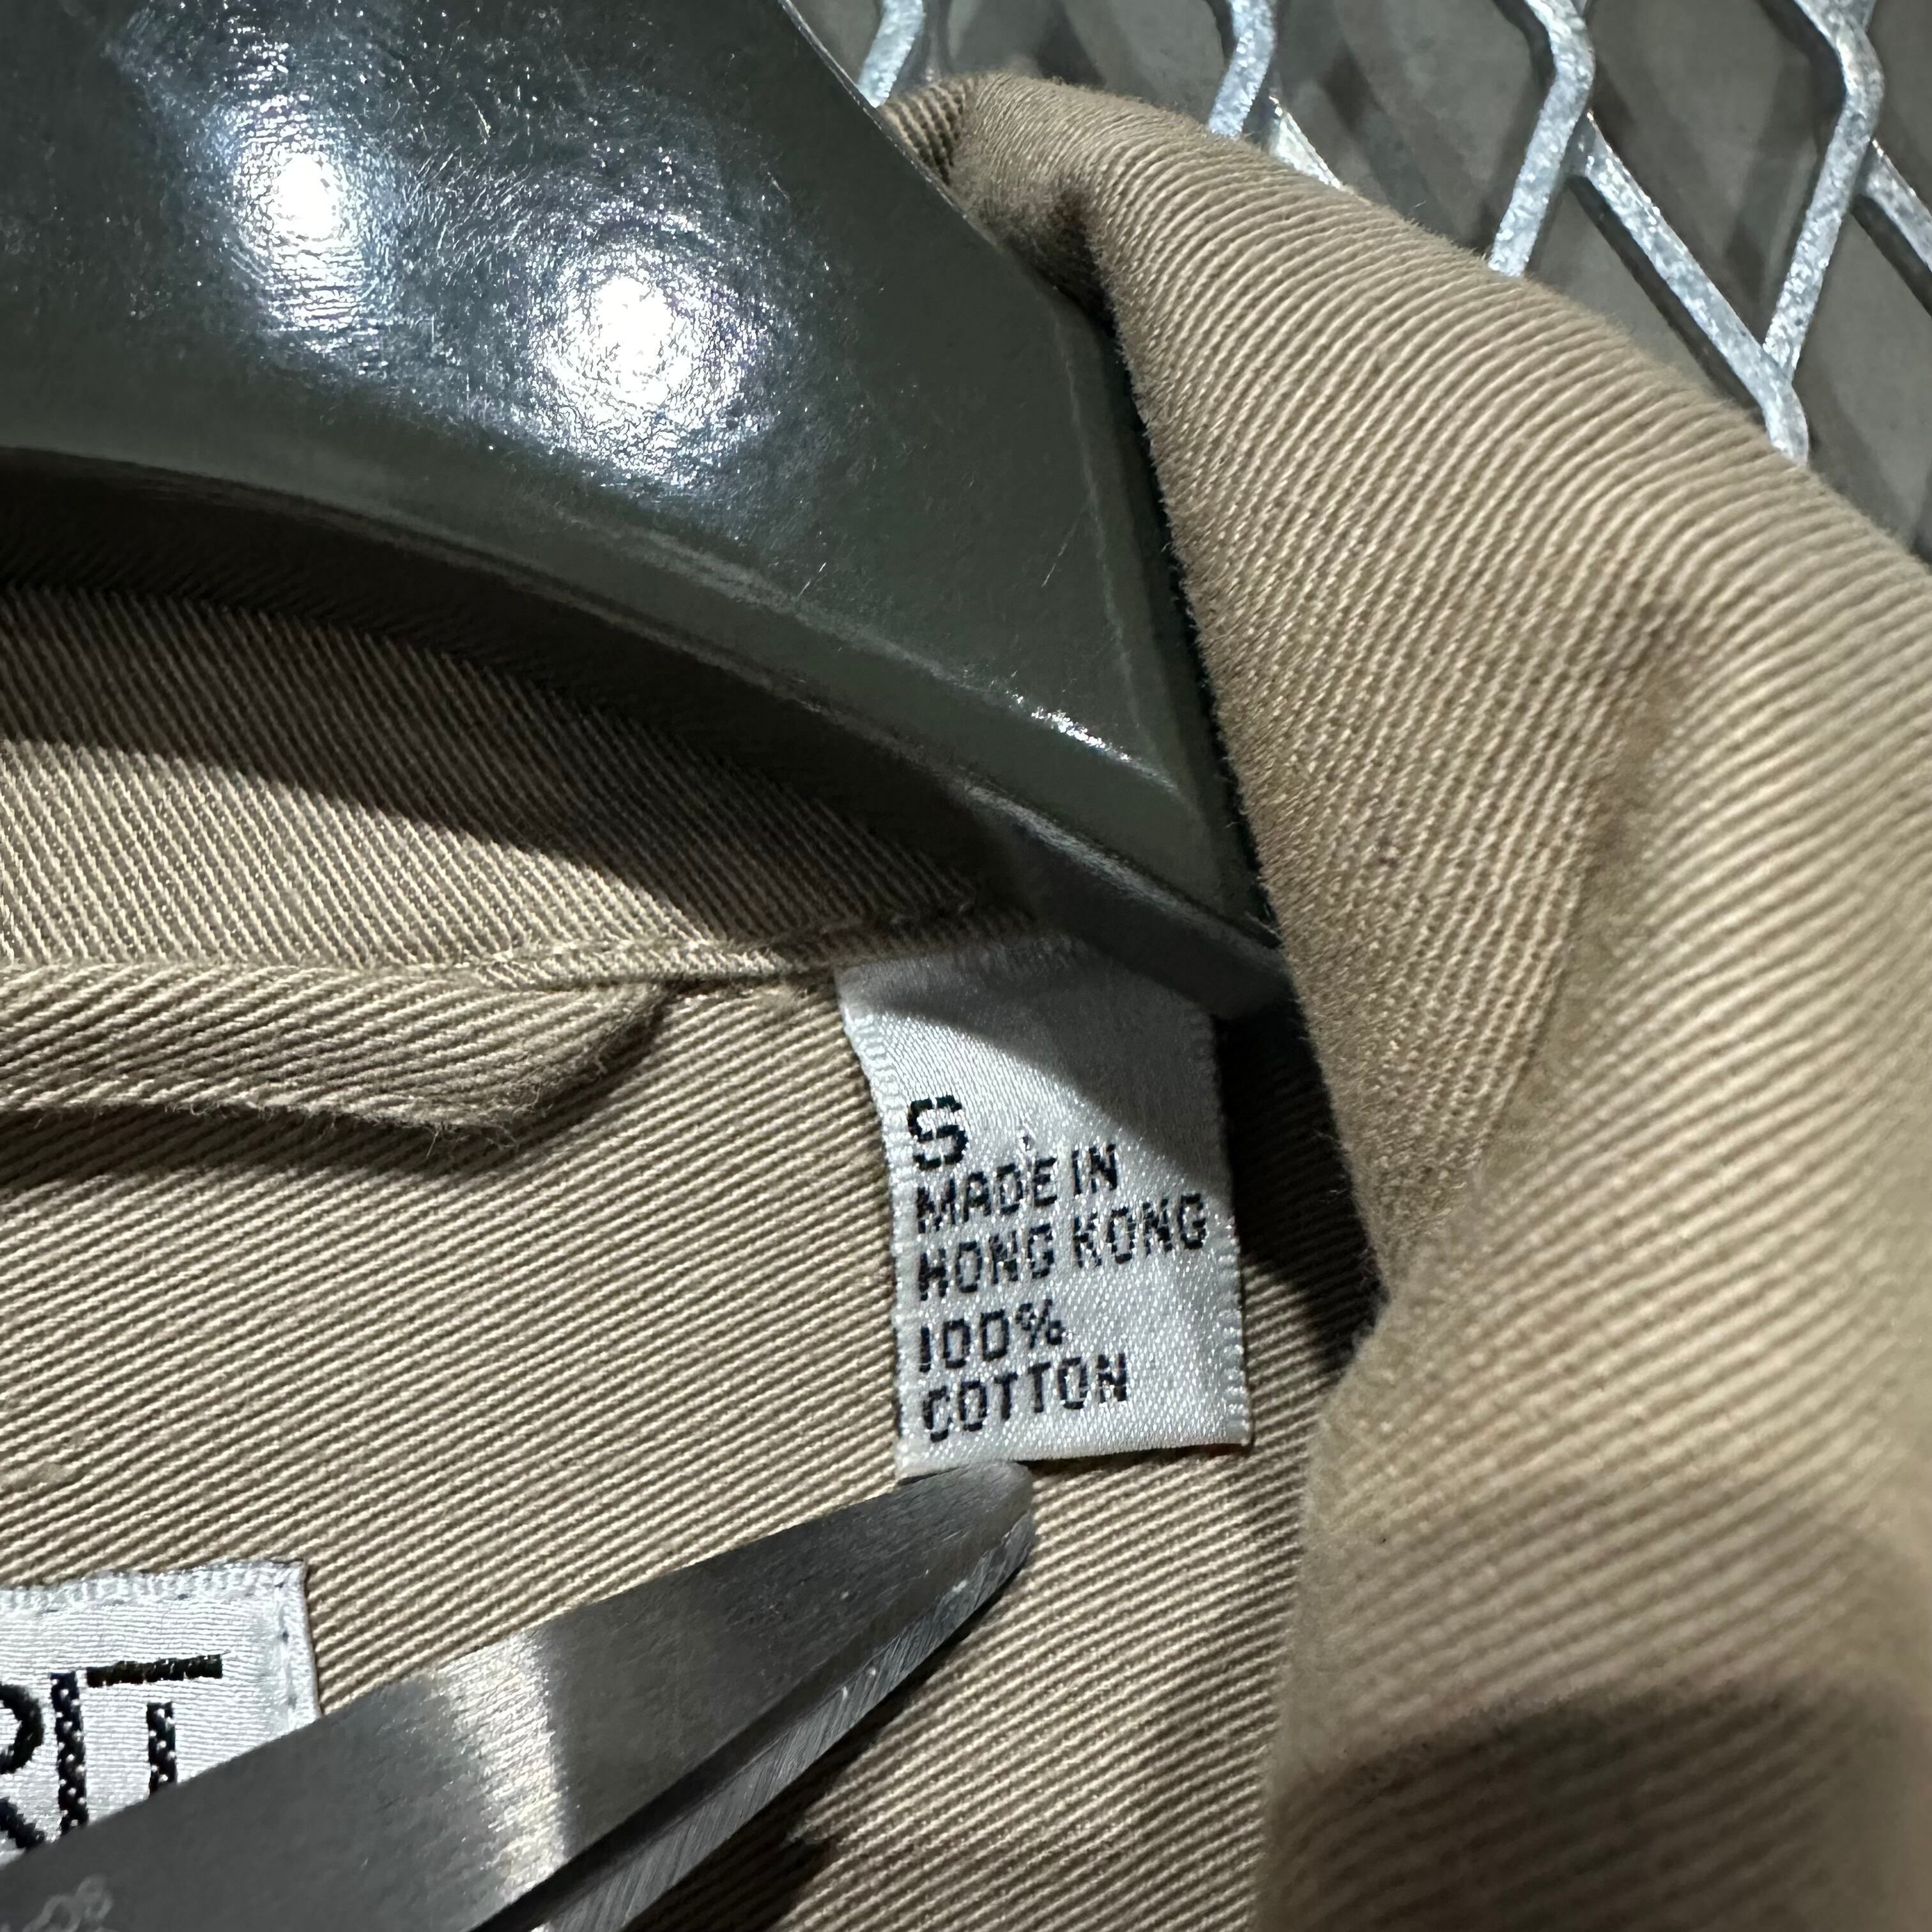 S
MADE IN
HONG KONG
100%
COTTON